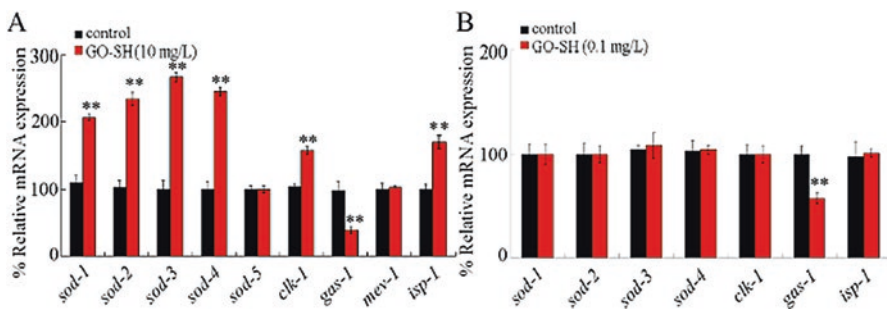 A
control
GO-SH (10 mg/L)
% Relative mRNA expression
300
200
100
0
** ** ** ** ** ** **
sod-1 sod-2 sod-3 sod-4 sod-5 clk-1 gas-1 mev-1 isp-1
B
control
GO-SH (0.1 mg/L)
% Relative mRNA expression
200
100
0
**
sod-1 sod-2 sod-3 sod-4 clk-1 gas-1 isp-1